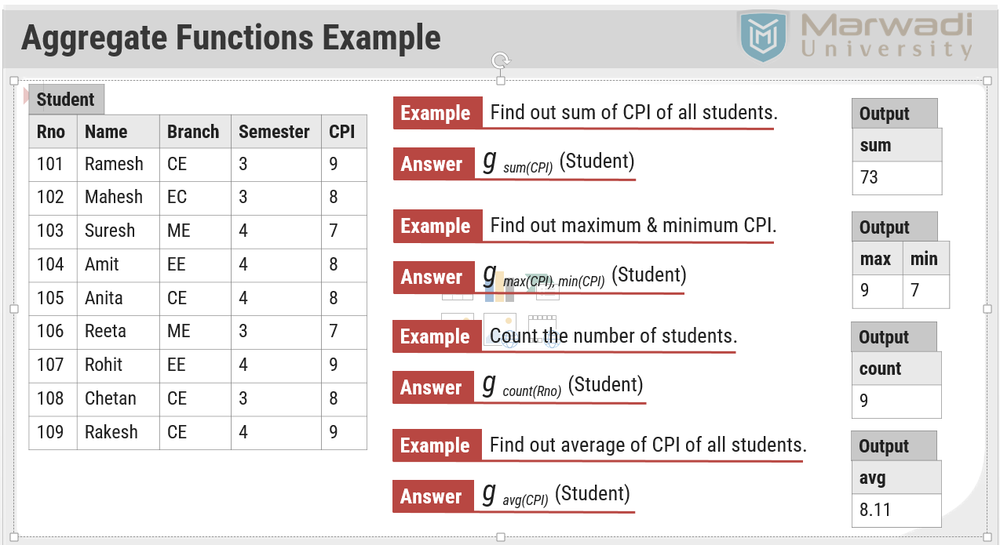 Aggregate Functions Example
Marwadi
University
Student
Rno Name Branch Semester CPI
101 Ramesh CE 3 9
102 Mahesh EC 3 8
103 Suresh ME 4 7
104 Amit EE 4 8
105 Anita CE 4 8
106 Reeta ME 3 7
107 Rohit EE 4 9
108 Chetan CE 3 8
109 Rakesh CE 4 9
Example Find out sum of CPI of all students.
Answer g sum(CPI) (Student)
Output
sum
73
Example Find out maximum & minimum CPI.
Answer g max(CPI), min(CPI) (Student)
Output
max min
9 7
Example Count the number of students.
Answer g count(Rno) (Student)
Output
count
9
Example Find out average of CPI of all students.
Answer g avg(CPI) (Student)
Output
avg
8.11